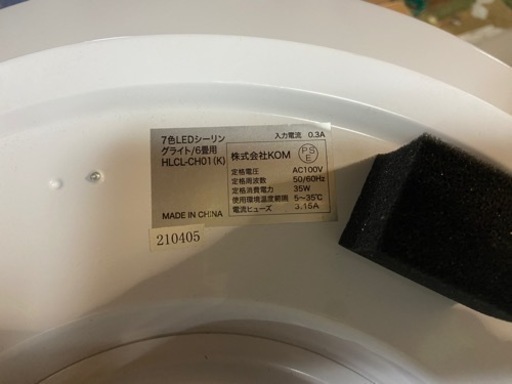 7色LEDシーリン
グライト/6畳用
HLCL-CH01(K)
MADE IN CHINA
210405
入力電流 0.3A
株式会社KOM
PS
E
定格電圧 AC100V
定格周波数 50/60Hz
定格消費電力 35W
使用環境温度範囲 5~35℃
電流ヒューズ 3.15A